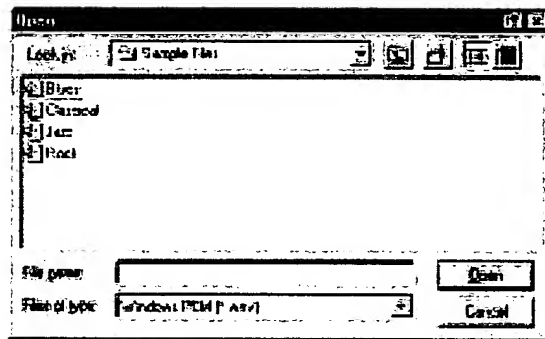 Open
Look in: Sample Files
Blues
Classical
Jazz
Rock
File name:
Open
Files of type: Windows PCM (*.wav)
Cancel